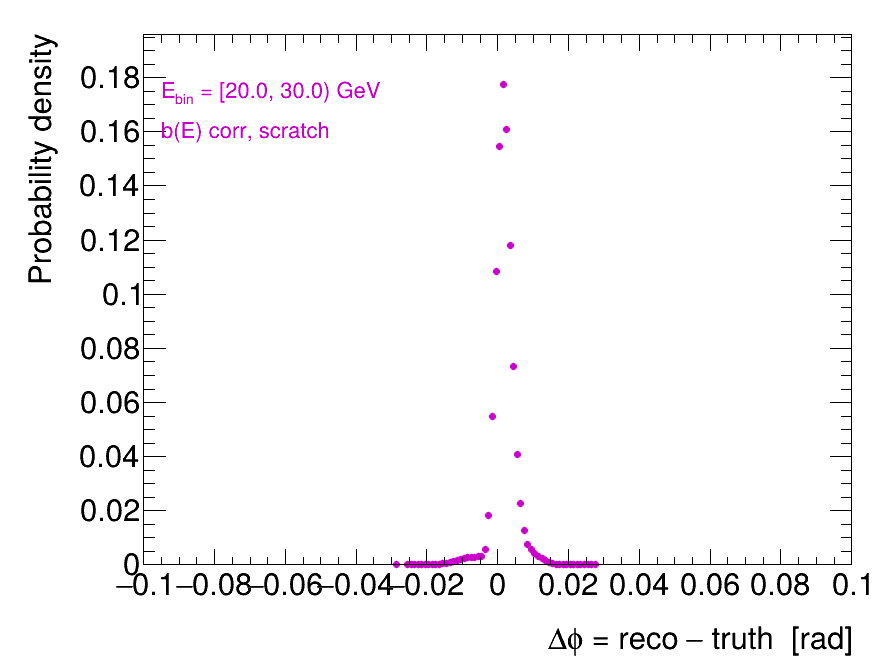 Probability density
0.18
0.16
0.14
0.12
0.1
0.08
0.06
0.04
0.02
0
E_bin = [20.0, 30.0) GeV
b(E) corr, scratch
−0.1 −0.08 −0.06 −0.04 −0.02 0 0.02 0.04 0.06 0.08 0.1
Δϕ = reco − truth [rad]